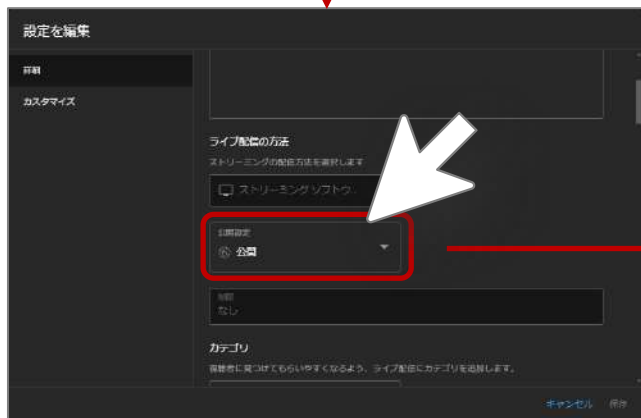 設定を編集
詳細
カスタマイズ
ライブ配信の方法
ストリーミングの配信方法を選択します
ストリーミングソフトウ...
公開設定
公開
制限
なし
カテゴリ
視聴者に見つけてもらいやすくなるよう、ライブ配信にカテゴリを追加します。
キャンセル
保存